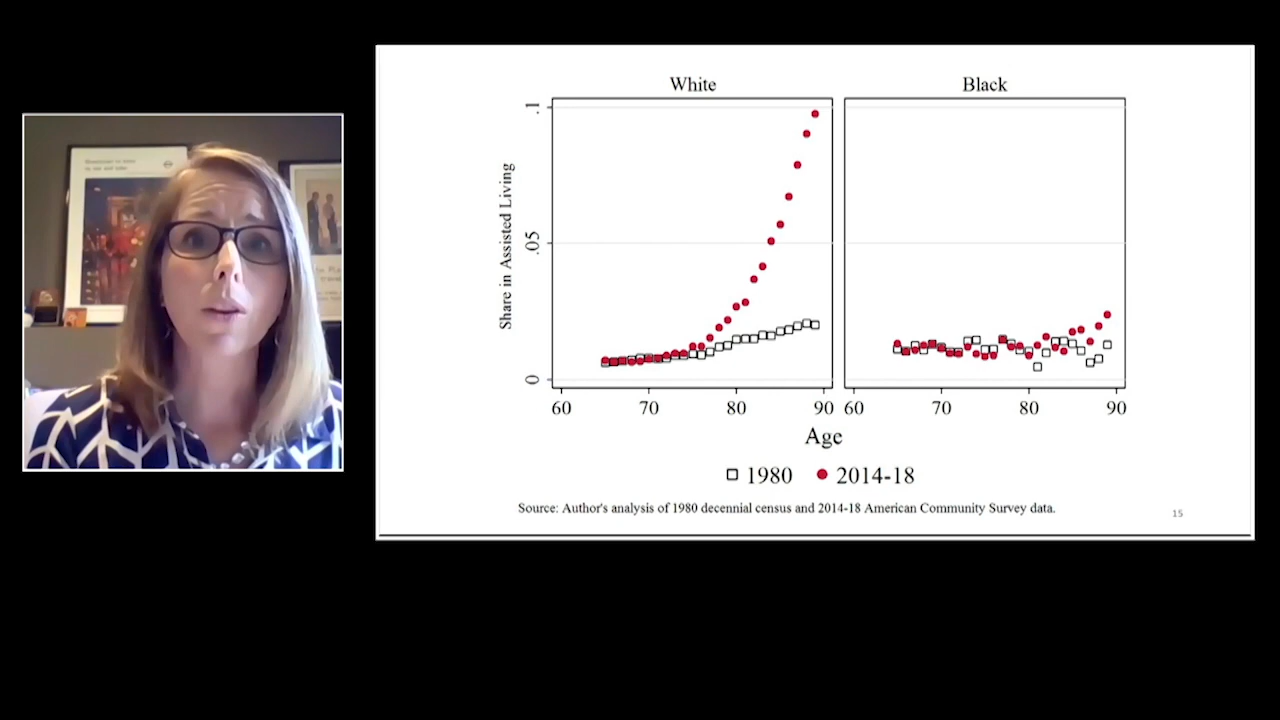 White
Black
.1
.05
0
Share in Assisted Living
60 70 80 90
60 70 80 90
Age
1980 2014-18
Source: Author's analysis of 1980 decennial census and 2014-18 American Community Survey data.
15